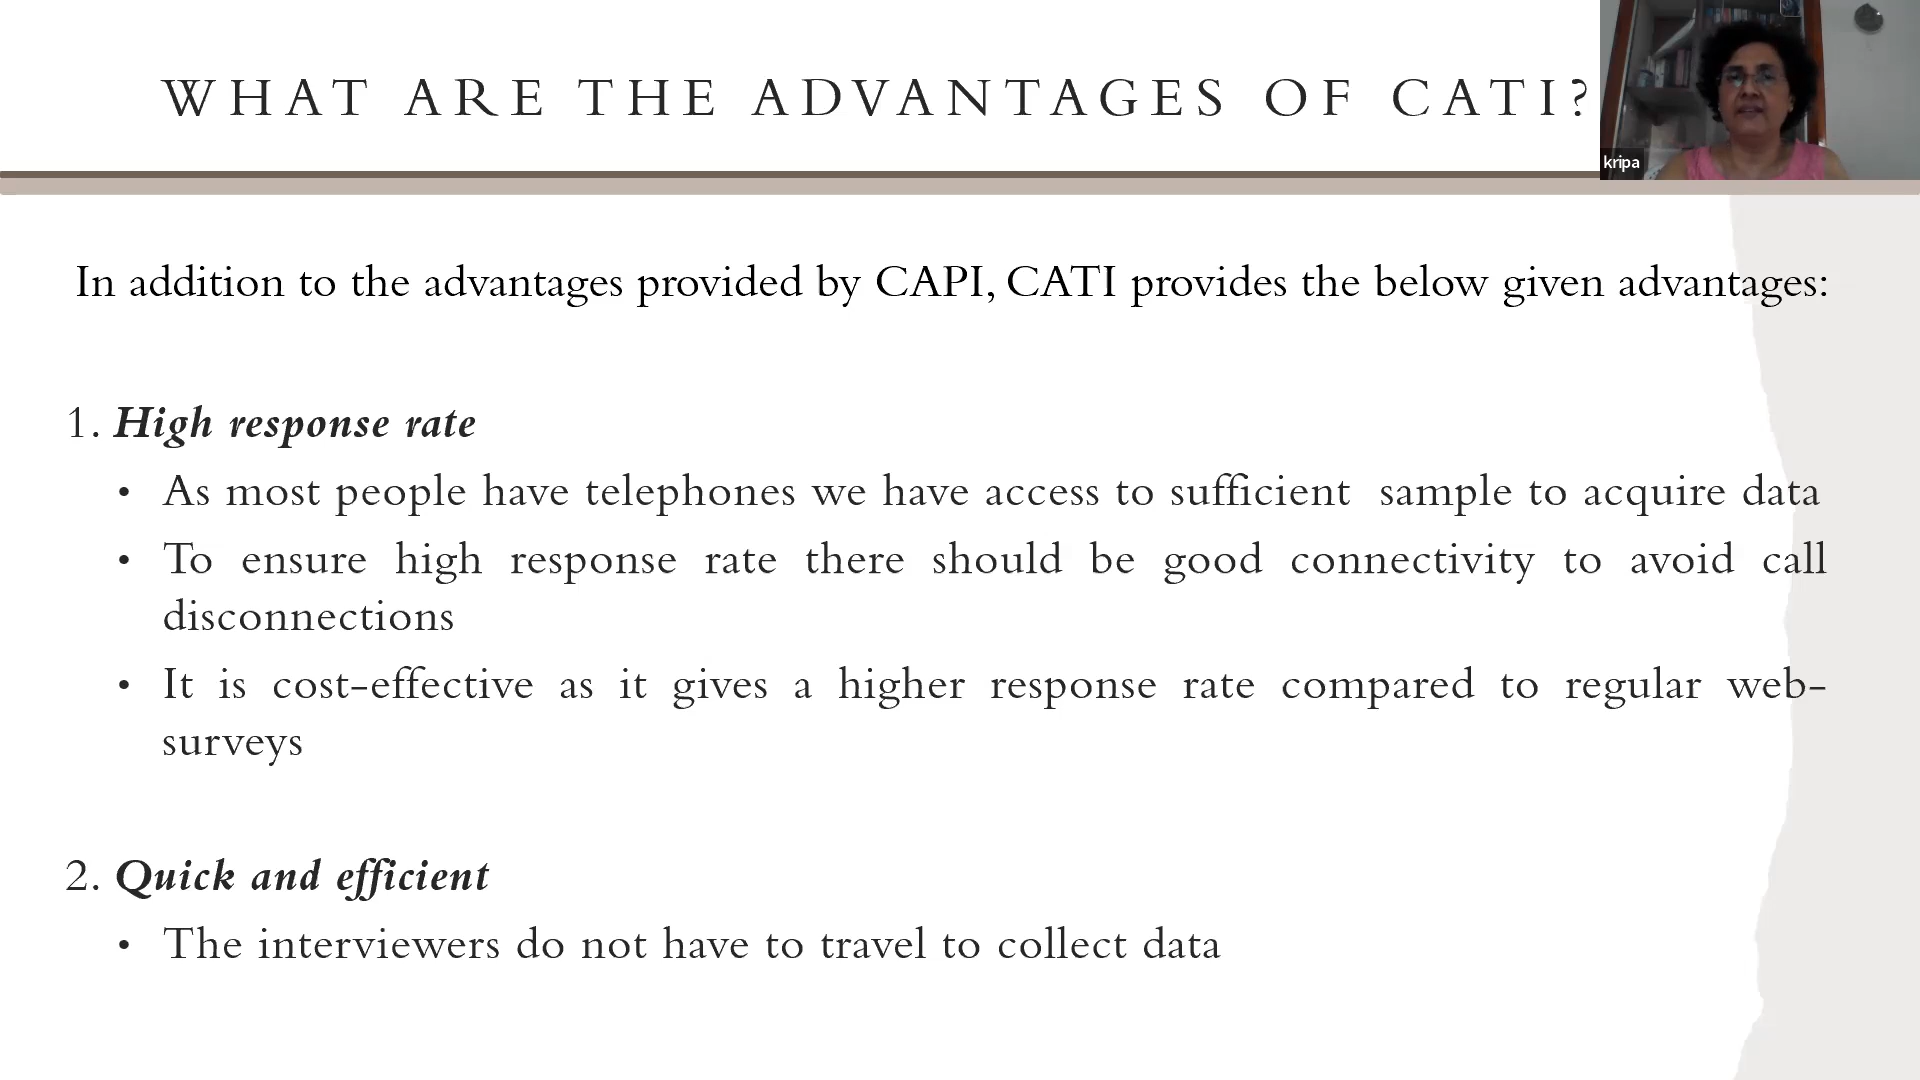 WHAT ARE THE ADVANTAGES OF CATI?
kripa
In addition to the advantages provided by CAPI, CATI provides the below given advantages:
1. High response rate
• As most people have telephones we have access to sufficient sample to acquire data
• To ensure high response rate there should be good connectivity to avoid call
disconnections
• It is cost-effective as it gives a higher response rate compared to regular web-
surveys
2. Quick and efficient
• The interviewers do not have to travel to collect data